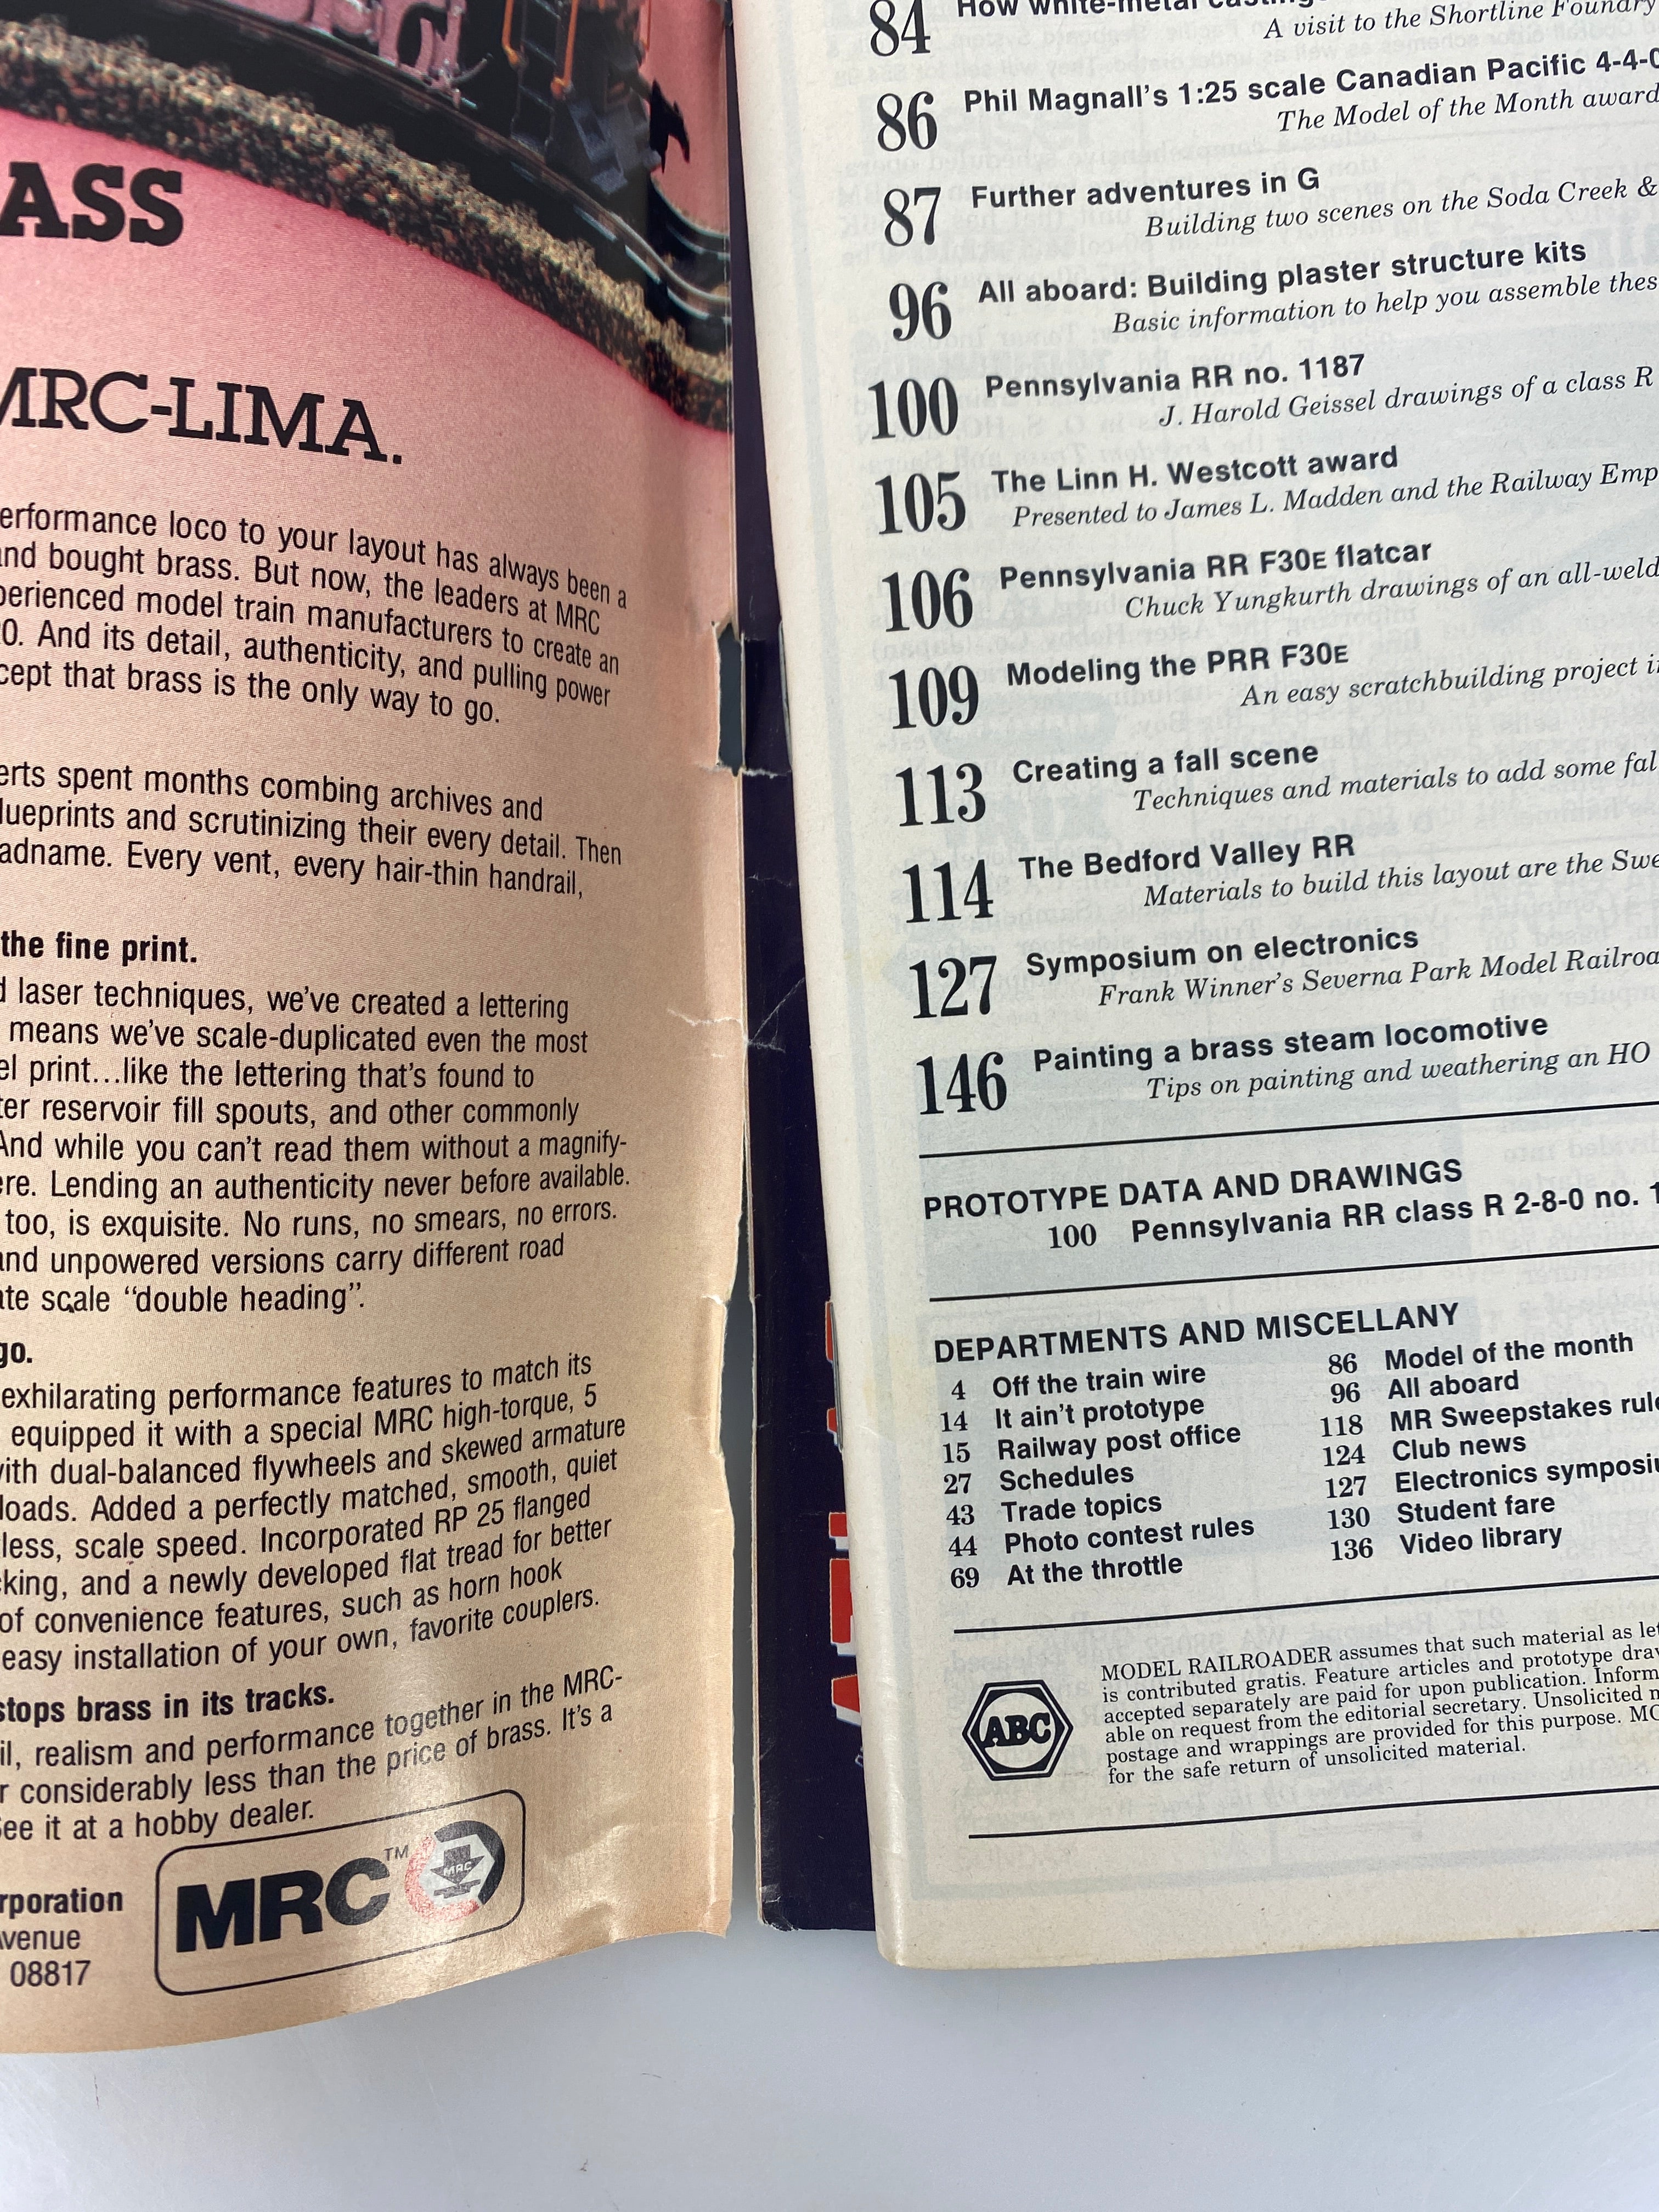 ASS
MRC-LIMA.
erformance loco to your layout has always been a
nd bought brass. But now, the leaders at MRC
perienced model train manufacturers to create an
0. And its detail, authenticity, and pulling power
cept that brass is the only way to go.
erts spent months combing archives and
lueprints and scrutinizing their every detail. Then
adname. Every vent, every hair-thin handrail,
the fine print.
d laser techniques, we've created a lettering
means we've scale-duplicated even the most
el print...like the lettering that's found to
ter reservoir fill spouts, and other commonly
And while you can't read them without a magnify-
ere. Lending an authenticity never before available.
too, is exquisite. No runs, no smears, no errors.
and unpowered versions carry different road
ate scale "double heading".
go.
exhilarating performance features to match its
equipped it with a special MRC high-torque, 5
with dual-balanced flywheels and skewed armature
loads. Added a perfectly matched, smooth, quiet
less, scale speed. Incorporated RP 25 flanged
cking, and a newly developed flat tread for better
of convenience features, such as horn hook
easy installation of your own, favorite couplers.
stops brass in its tracks.
il, realism and performance together in the MRC-
r considerably less than the price of brass. It's a
See it at a hobby dealer.
rporation
Avenue
08817
MRC™
MRC
84 How white-metal casting
A visit to the Shortline Foundry
86 Phil Magnall's 1:25 scale Canadian Pacific 4-4-0
The Model of the Month award
87 Further adventures in G
Building two scenes on the Soda Creek &
96 All aboard: Building plaster structure kits
Basic information to help you assemble thes
100 Pennsylvania RR no. 1187
J. Harold Geissel drawings of a class R
105 The Linn H. Westcott award
Presented to James L. Madden and the Railway Emp
106 Pennsylvania RR F30E flatcar
Chuck Yungkurth drawings of an all-weld
109 Modeling the PRR F30E
An easy scratchbuilding project i
113 Creating a fall scene
Techniques and materials to add some fal
114 The Bedford Valley RR
Materials to build this layout are the Swe
127 Symposium on electronics
Frank Winner's Severna Park Model Railroa
146 Painting a brass steam locomotive
Tips on painting and weathering an HO
PROTOTYPE DATA AND DRAWINGS
100 Pennsylvania RR class R 2-8-0 no. 1
DEPARTMENTS AND MISCELLANY
4 Off the train wire
14 It ain't prototype
15 Railway post office
27 Schedules
43 Trade topics
44 Photo contest rules
69 At the throttle
86 Model of the month
96 All aboard
118 MR Sweepstakes rule
124 Club news
127 Electronics symposiu
130 Student fare
136 Video library
ABC
MODEL RAILROADER assumes that such material as let
is contributed gratis. Feature articles and prototype draw
accepted separately are paid for upon publication. Inform
able on request from the editorial secretary. Unsolicited m
postage and wrappings are provided for this purpose. MO
for the safe return of unsolicited material.